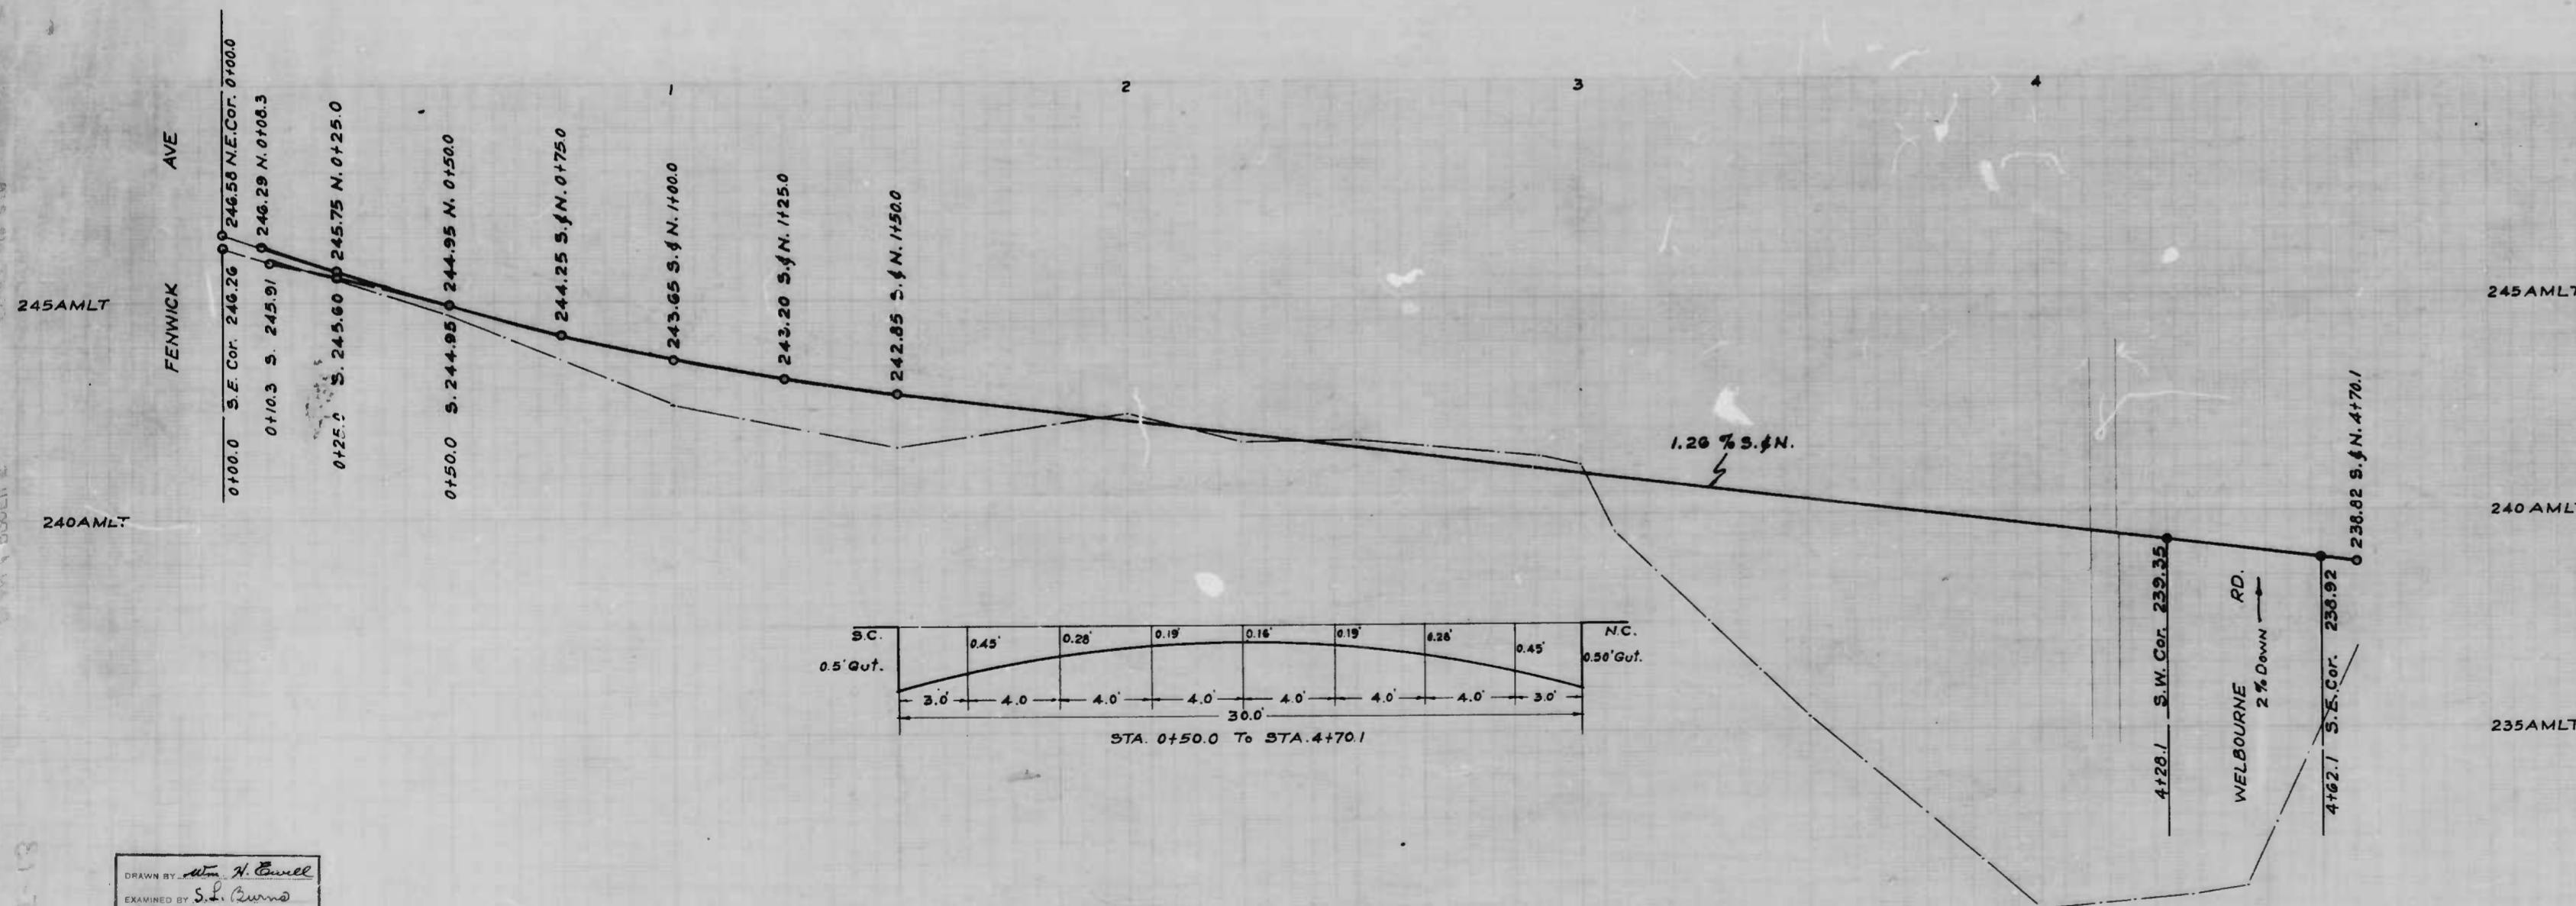 1 2 3 4
FENWICK AVE
246.58 N.E.Cor. 0+00.0
246.29 N. 0+08.3
245.75 N. 0+25.0
244.95 N. 0+50.0
244.25 S.&N. 0+75.0
243.65 S.&N. 1+00.0
243.20 S.&N. 1+25.0
242.85 S.&N. 1+50.0
0+00.0 S.E. Cor. 246.26
0+10.3 S. 245.91
0+25.0 S. 245.60
0+50.0 S. 244.95
245AMLT
240AMLT
245AMLT
240 AMLT
235AMLT
1.26 % S.&N.
4+28.1 S.W. Cor. 239.35
WELBOURNE RD.
2% DOWN
4+62.1 S.E. Cor. 238.92
238.82 S.&N. 4+70.1
S.C. 0.45' 0.28' 0.19' 0.16' 0.19' 0.28' 0.45' N.C.
0.5' Gut. 0.50' Gut.
3.0' 4.0 4.0' 4.0' 4.0' 4.0' 4.0' 3.0'
30.0'
STA. 0+50.0 To STA. 4+70.1
DRAWN BY Wm. H. Ewell
EXAMINED BY S.L. Burns